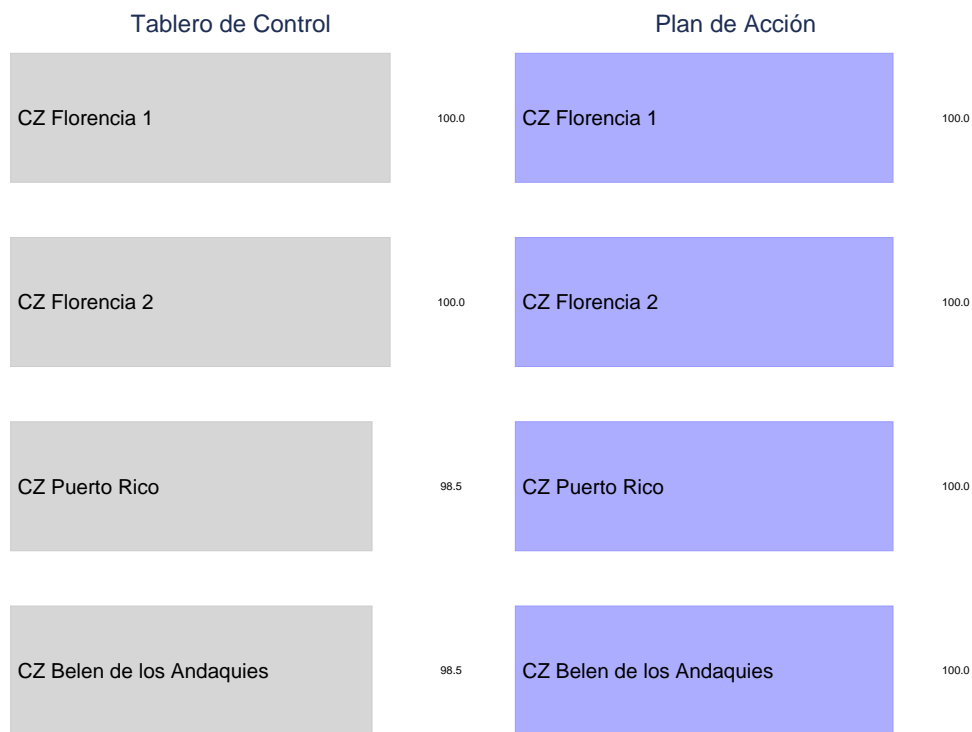 Tablero de Control
Plan de Acción
CZ Florencia 1
100.0
CZ Florencia 1
100.0
CZ Florencia 2
100.0
CZ Florencia 2
100.0
CZ Puerto Rico
98.5
CZ Puerto Rico
100.0
CZ Belen de los Andaquies
98.5
CZ Belen de los Andaquies
100.0